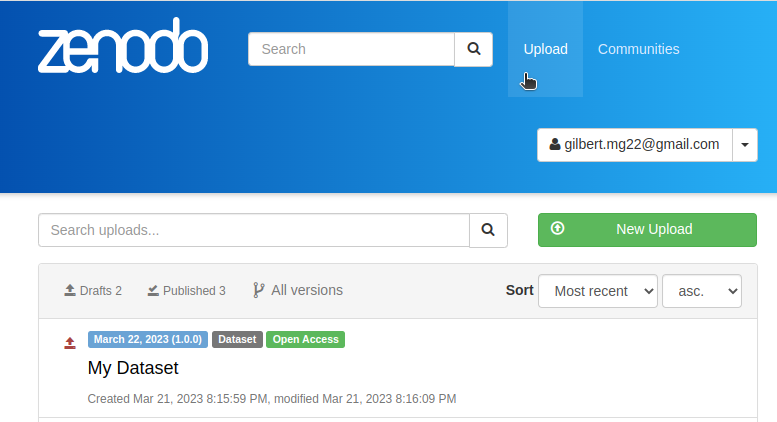 zenodo
Search
Upload
Communities
gilbert.mg22@gmail.com
Search uploads...
New Upload
Drafts 2
Published 3
All versions
Sort
Most recent
asc.
March 22, 2023 (1.0.0) Dataset Open Access
My Dataset
Created Mar 21, 2023 8:15:59 PM, modified Mar 21, 2023 8:16:09 PM